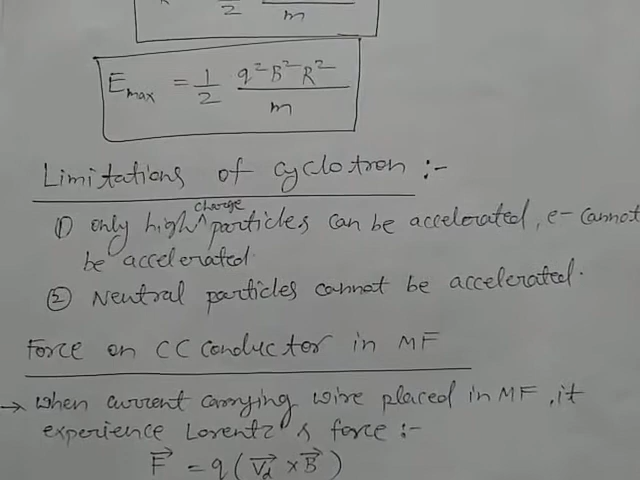 2
m
E max = 1/2 q²B²R²/m
Limitations of cyclotron :-
① only high charge particles can be accelerated, e- cannot
be accelerated.
② Neutral particles cannot be accelerated.
Force on CC conductor in MF
→ When current carrying wire placed in MF, it
experience Lorentz's force :-
F⃗ = q (V⃗d × B⃗)